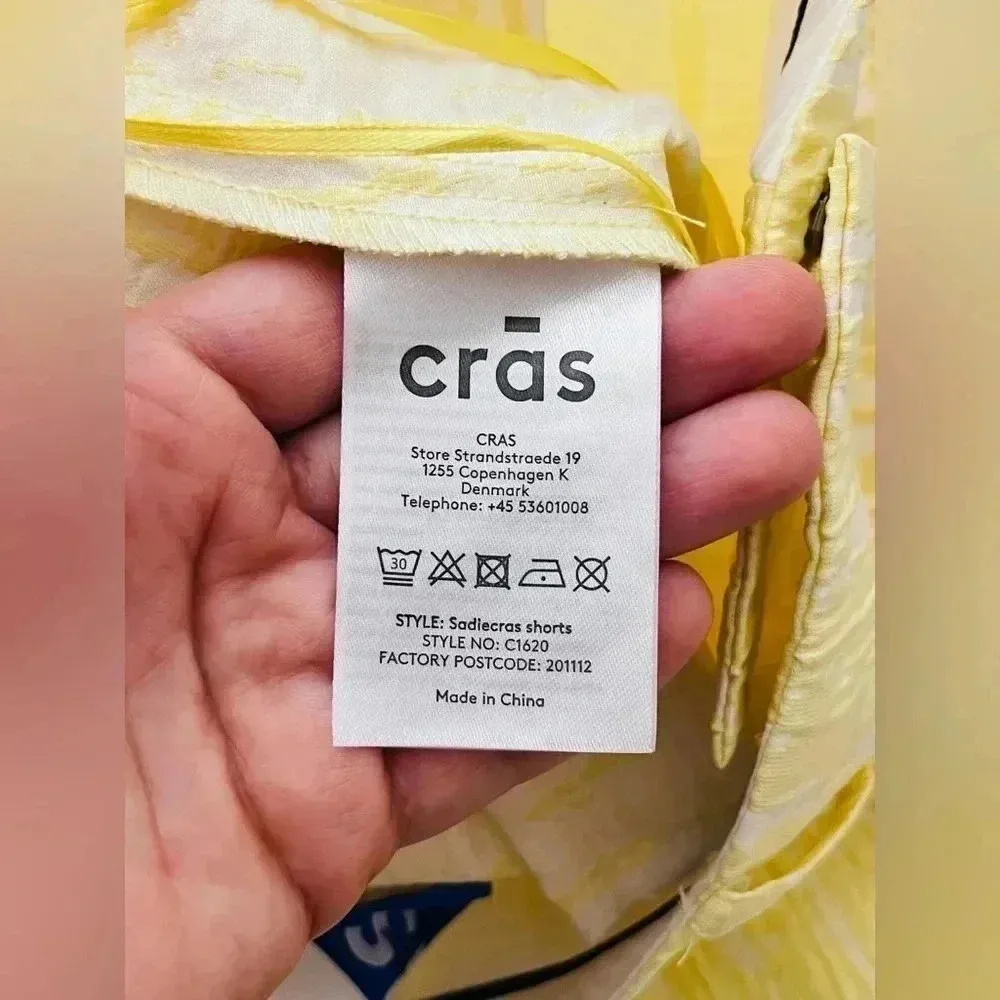 crās
CRAS
Store Strandstraede 19
1255 Copenhagen K
Denmark
Telephone: +45 53601008
30
STYLE: Sadiecras shorts
STYLE NO: C1620
FACTORY POSTCODE: 201112
Made in China